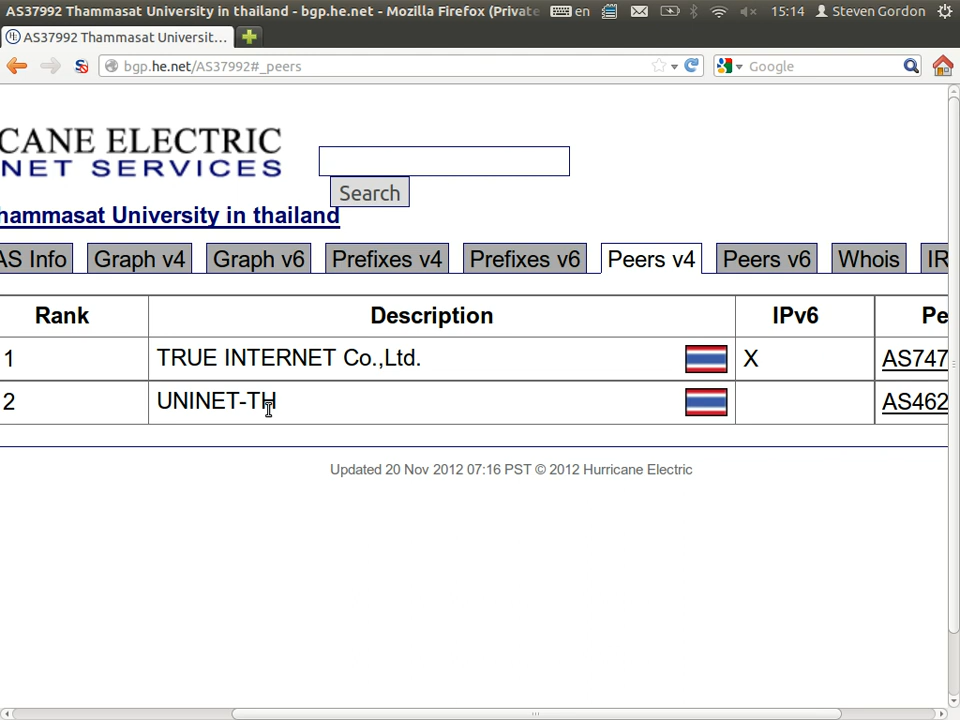 AS37992 Thammasat University in thailand - bgp.he.net - Mozilla Firefox (Private
en
15:14
Steven Gordon
AS37992 Thammasat Universit...
bgp.he.net/AS37992#_peers
Google
CANE ELECTRIC
NET SERVICES
Search
hammasat University in thailand
AS Info
Graph v4
Graph v6
Prefixes v4
Prefixes v6
Peers v4
Peers v6
Whois
IR
Rank Description IPv6 Pe
1 TRUE INTERNET Co.,Ltd. X AS747
2 UNINET-TH AS462
Updated 20 Nov 2012 07:16 PST © 2012 Hurricane Electric